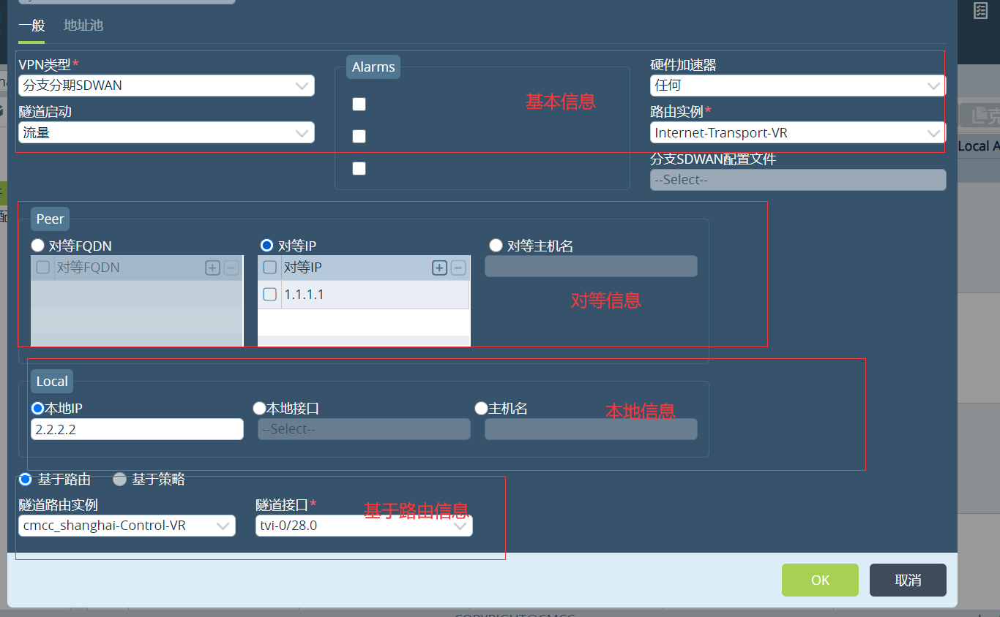 一般
地址池
VPN类型*
分支分期SDWAN
隧道启动
流量
Alarms
基本信息
硬件加速器
任何
路由实例*
Internet-Transport-VR
分支SDWAN配置文件
--Select--
Local A
Peer
对等FQDN
对等FQDN
对等IP
对等IP
1.1.1.1
对等主机名
对等信息
Local
本地IP
2.2.2.2
本地接口
--Select--
主机名
本地信息
基于路由
基于策略
隧道路由实例
cmcc_shanghai-Control-VR
隧道接口*
tvi-0/28.0
基于路由信息
OK
取消